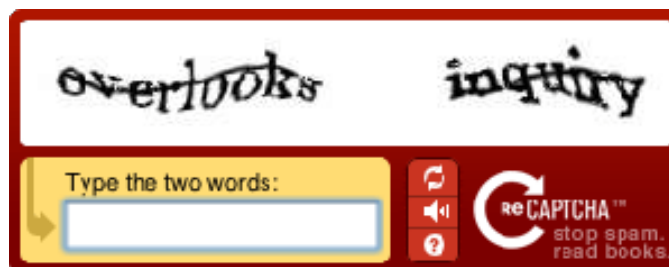 overlooks inquiry
Type the two words:
ReCAPTCHA™
stop spam.
read books.